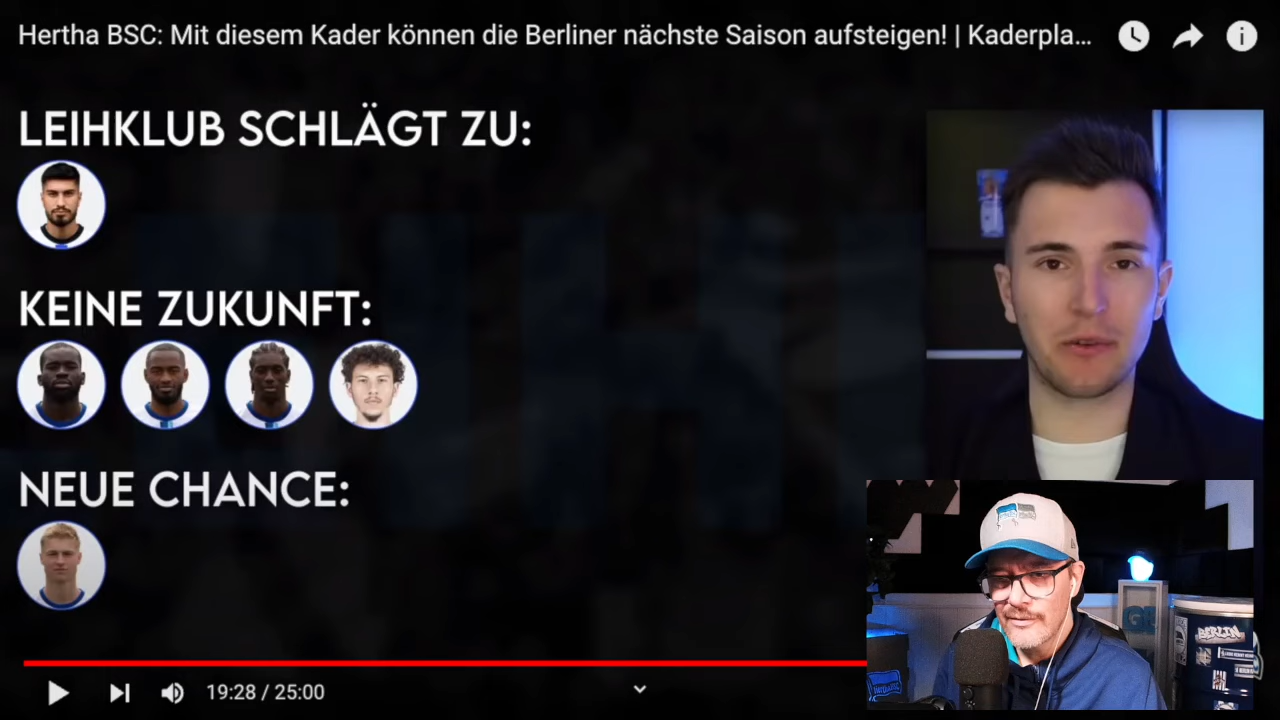 Hertha BSC: Mit diesem Kader können die Berliner nächste Saison aufsteigen! | Kaderpla...
LEIHKLUB SCHLÄGT ZU:
KEINE ZUKUNFT:
NEUE CHANCE:
BERLIN
19:28 / 25:00